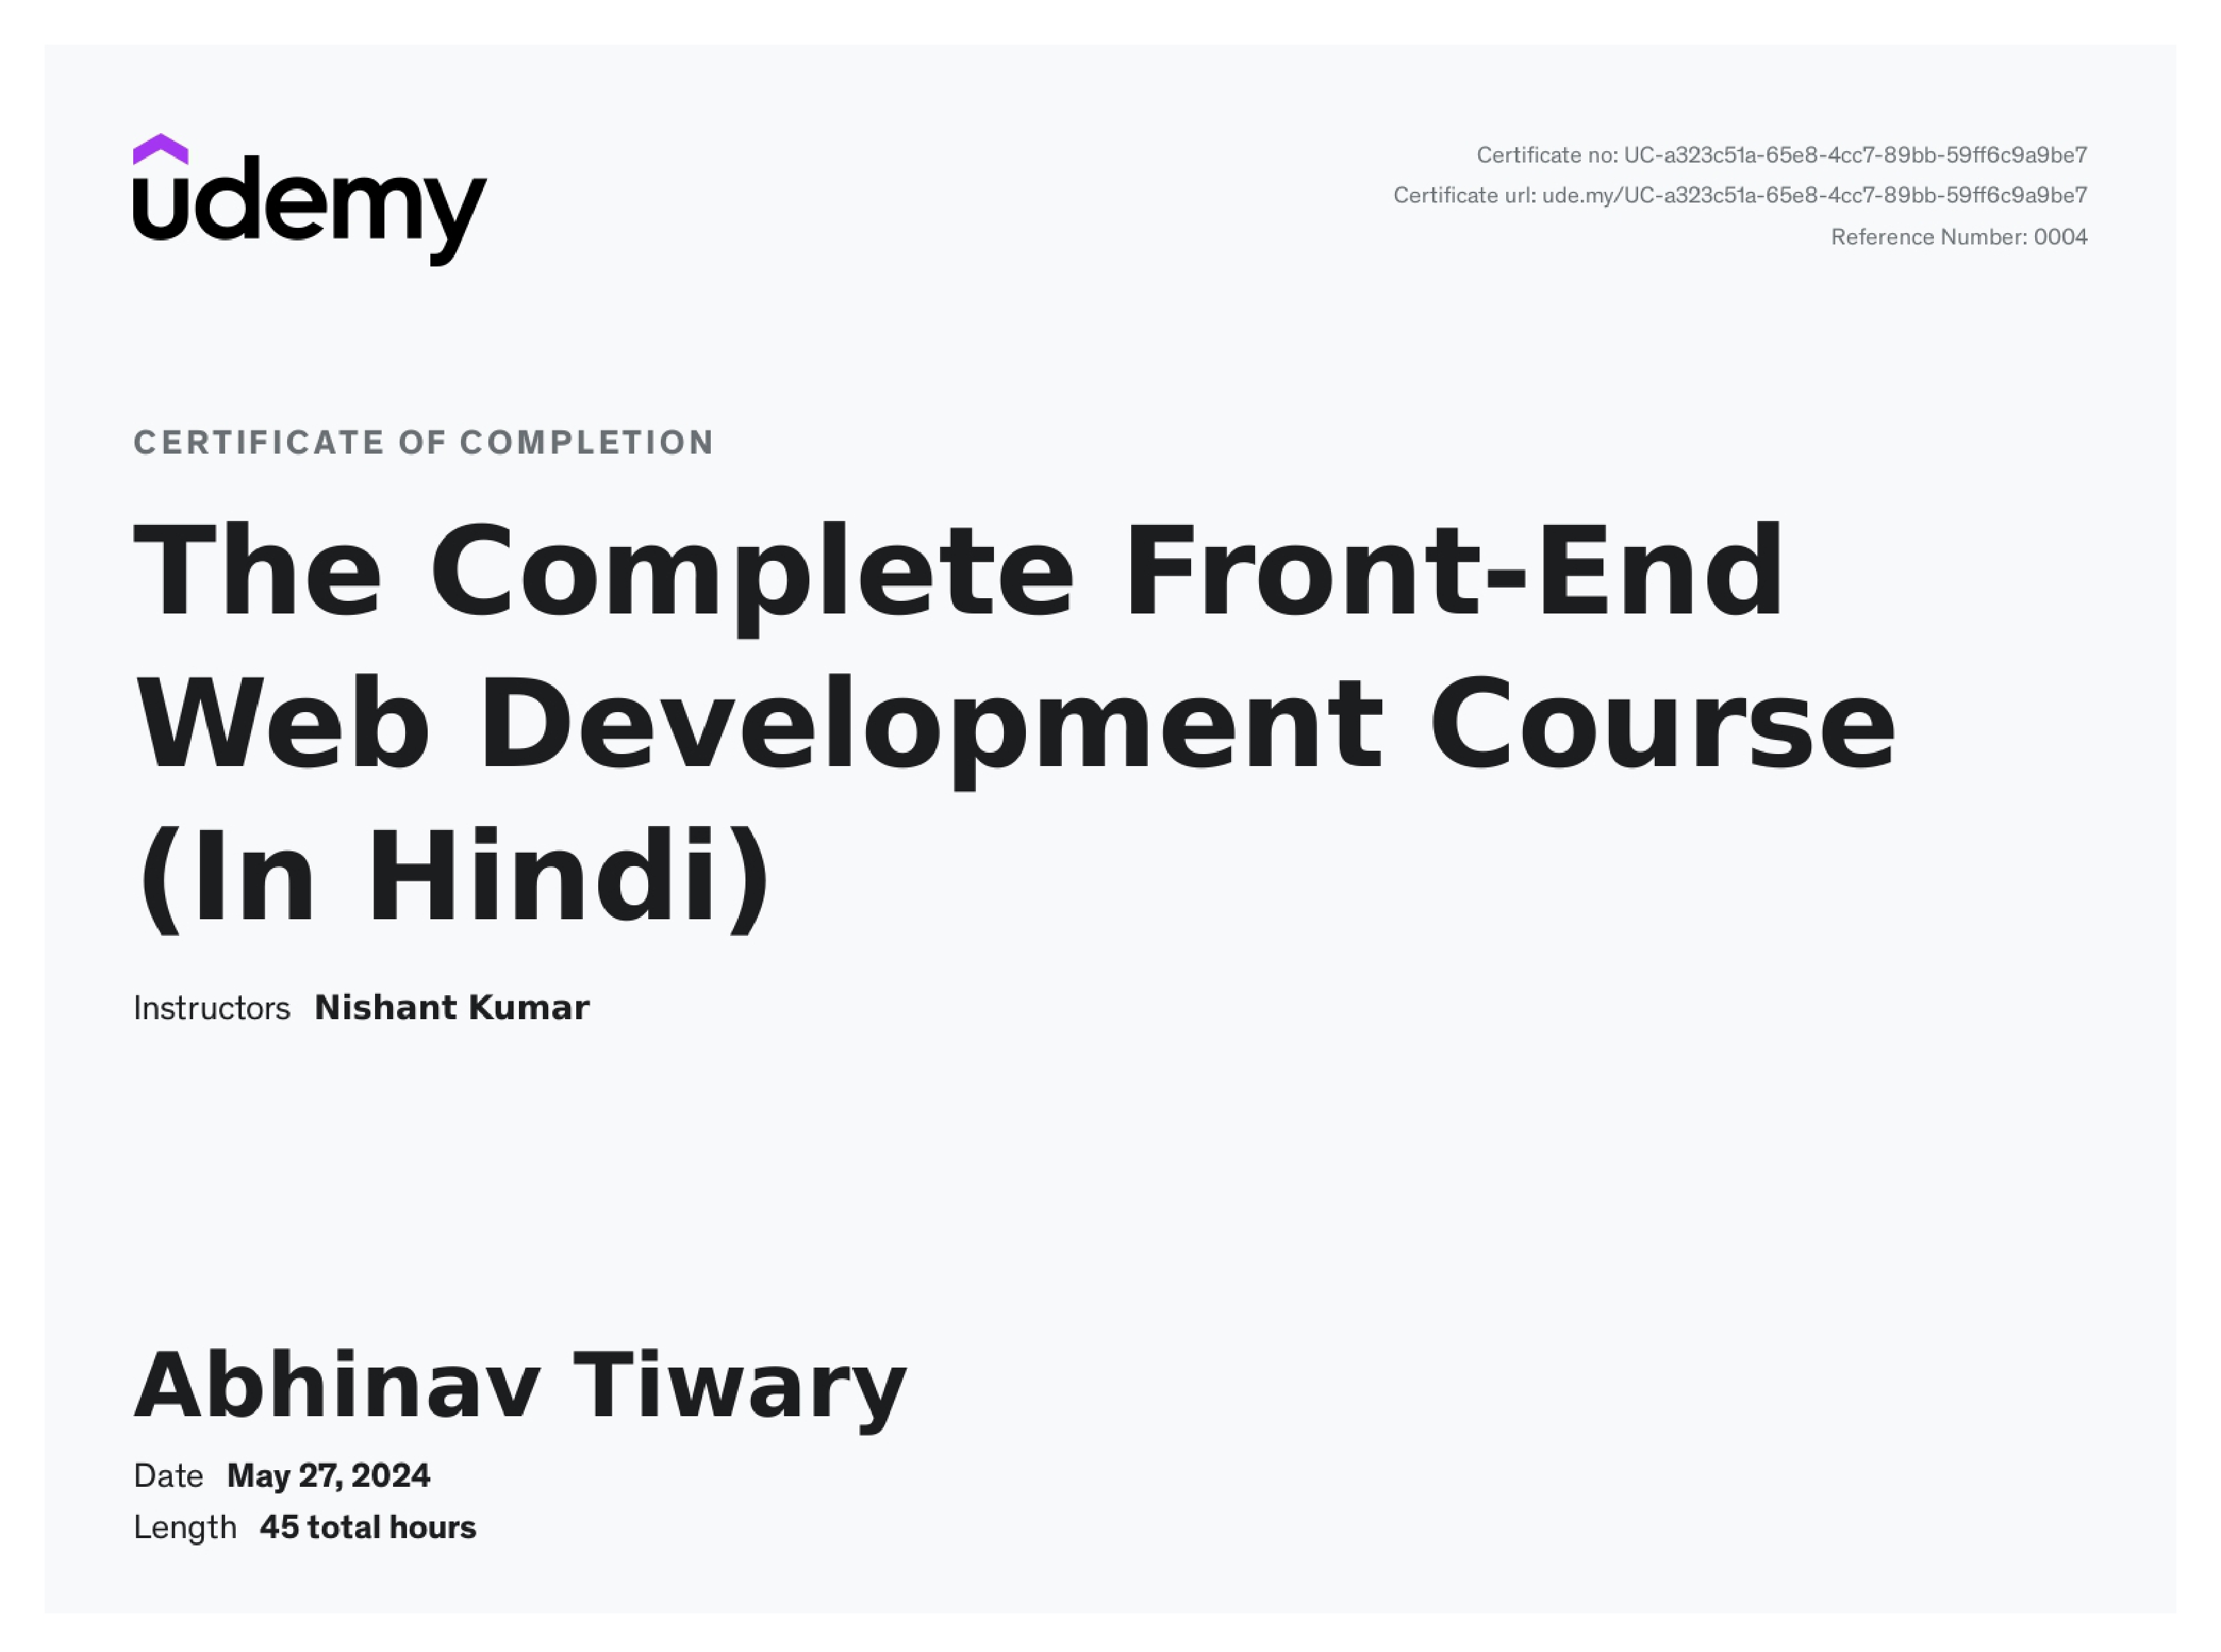 udemy
Certificate no: UC-a323c51a-65e8-4cc7-89bb-59ff6c9a9be7
Certificate url: ude.my/UC-a323c51a-65e8-4cc7-89bb-59ff6c9a9be7
Reference Number: 0004
CERTIFICATE OF COMPLETION
The Complete Front-End
Web Development Course
(In Hindi)
Instructors Nishant Kumar
Abhinav Tiwary
Date May 27, 2024
Length 45 total hours